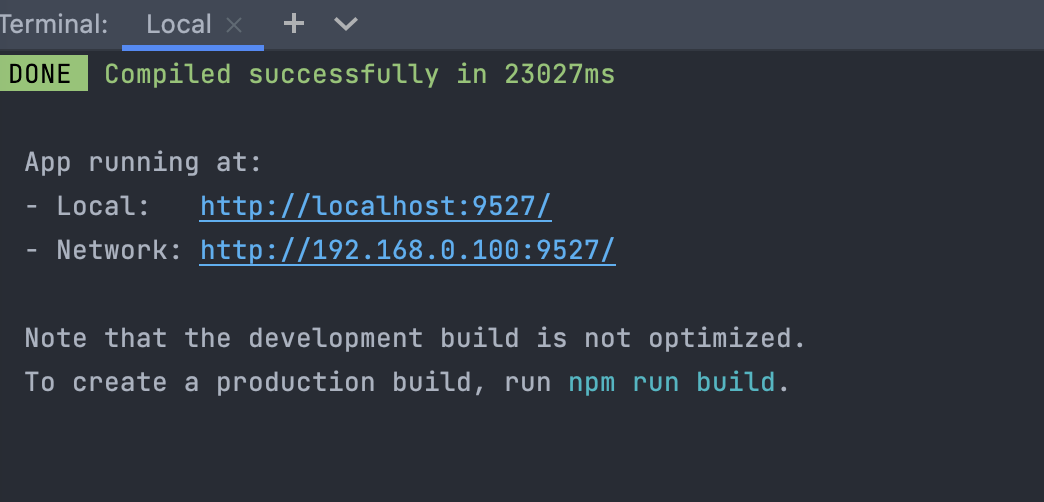 Terminal: Local
DONE Compiled successfully in 23027ms
App running at:
- Local: http://localhost:9527/
- Network: http://192.168.0.100:9527/
Note that the development build is not optimized.
To create a production build, run npm run build.